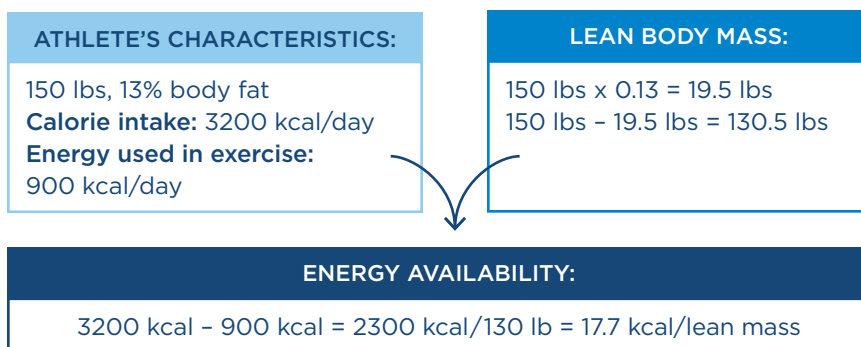 ATHLETE'S CHARACTERISTICS:
150 lbs, 13% body fat
Calorie intake: 3200 kcal/day
Energy used in exercise:
900 kcal/day
LEAN BODY MASS:
150 lbs x 0.13 = 19.5 lbs
150 lbs – 19.5 lbs = 130.5 lbs
ENERGY AVAILABILITY:
3200 kcal – 900 kcal = 2300 kcal/130 lb = 17.7 kcal/lean mass